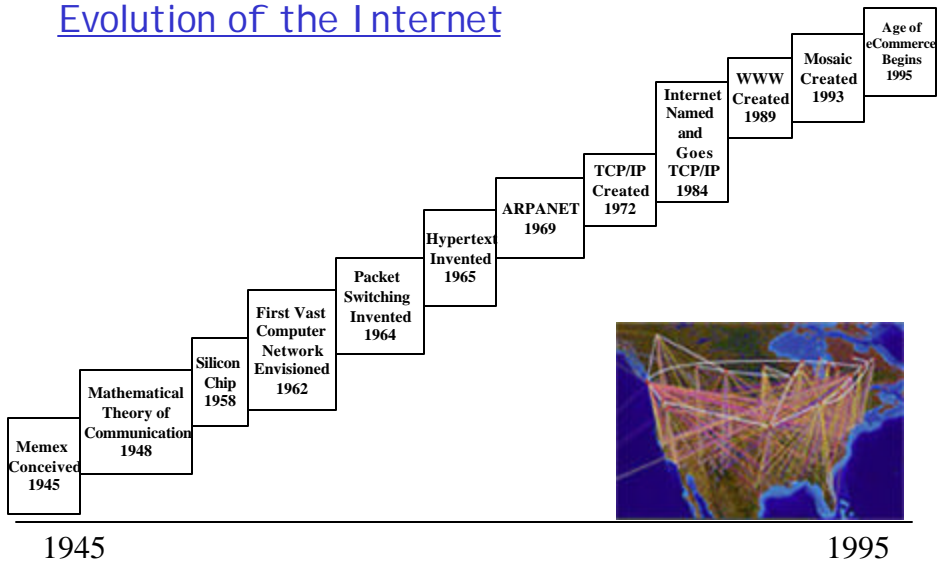 Evolution of the Internet
Memex
Conceived
1945
Mathematical
Theory of
Communication
1948
Silicon
Chip
1958
First Vast
Computer
Network
Envisioned
1962
Packet
Switching
Invented
1964
Hypertext
Invented
1965
ARPANET
1969
TCP/IP
Created
1972
Internet
Named
and
Goes
TCP/IP
1984
WWW
Created
1989
Mosaic
Created
1993
Age of
eCommerce
Begins
1995
1945
1995